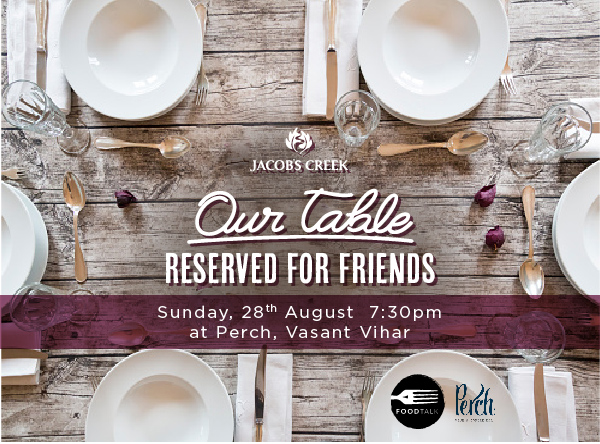 JACOB'S CREEK
Our Table
RESERVED FOR FRIENDS
Sunday, 28th August 7:30pm
at Perch, Vasant Vihar
FOODTALK
Perch